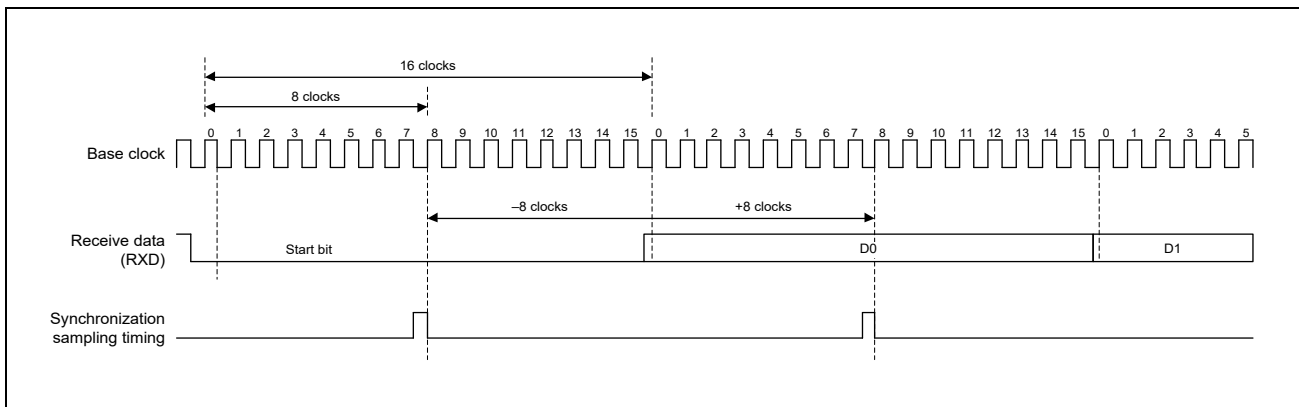 16 clocks
8 clocks
0 1 2 3 4 5 6 7 8 9 10 11 12 13 14 15 0 1 2 3 4 5 6 7 8 9 10 11 12 13 14 15 0 1 2 3 4 5
Base clock
–8 clocks +8 clocks
Receive data
(RXD)
Start bit D0 D1
Synchronization
sampling timing